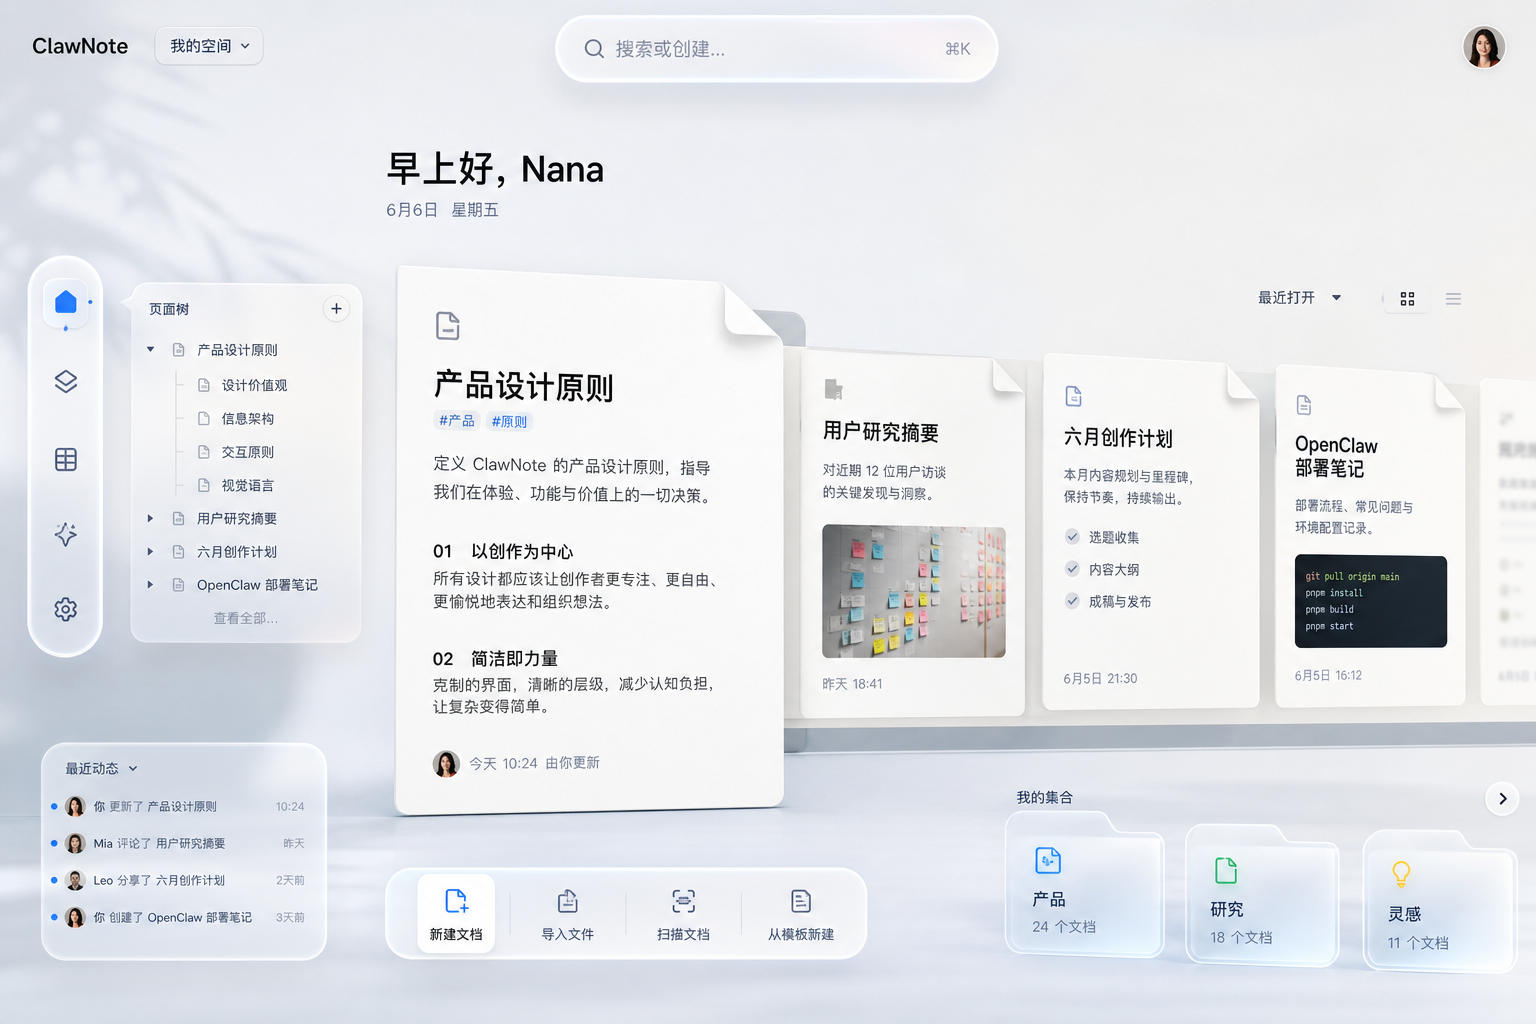 ClawNote
我的空间
搜索或创建...
⌘K
早上好，Nana
6月6日 星期五
页面树
产品设计原则
设计价值观
信息架构
交互原则
视觉语言
用户研究摘要
六月创作计划
OpenClaw 部署笔记
查看全部...
最近动态
你 更新了 产品设计原则 10:24
Mia 评论了 用户研究摘要 昨天
Leo 分享了 六月创作计划 2天前
你 创建了 OpenClaw 部署笔记 3天前
产品设计原则
#产品 #原则
定义 ClawNote 的产品设计原则，指导
我们在体验、功能与价值上的一切决策。
01 以创作为中心
所有设计都应该让创作者更专注、更自由、
更愉悦地表达和组织想法。
02 简洁即力量
克制的界面，清晰的层级，减少认知负担，
让复杂变得简单。
今天 10:24 由你更新
最近打开
用户研究摘要
对近期 12 位用户访谈
的关键发现与洞察。
昨天 18:41
六月创作计划
本月内容规划与里程碑，
保持节奏，持续输出。
选题收集
内容大纲
成稿与发布
6月5日 21:30
OpenClaw
部署笔记
部署流程、常见问题与
环境配置记录。
git pull origin main
pnpm install
pnpm build
pnpm start
6月5日 16:12
新建文档
导入文件
扫描文档
从模板新建
我的集合
产品
24 个文档
研究
18 个文档
灵感
11 个文档